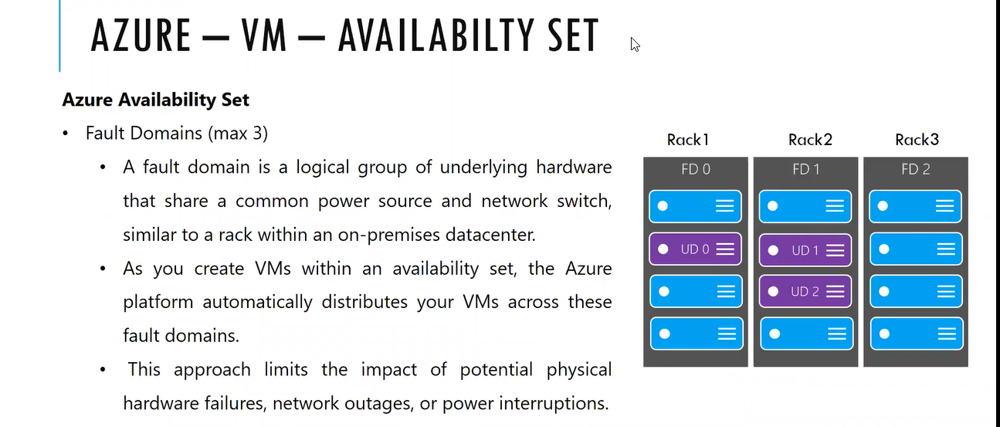 AZURE – VM – AVAILABILTY SET
Azure Availability Set
• Fault Domains (max 3)
• A fault domain is a logical group of underlying hardware
that share a common power source and network switch,
similar to a rack within an on-premises datacenter.
• As you create VMs within an availability set, the Azure
platform automatically distributes your VMs across these
fault domains.
• This approach limits the impact of potential physical
hardware failures, network outages, or power interruptions.
Rack1 Rack2 Rack3
FD 0 FD 1 FD 2
UD 0 UD 1
UD 2